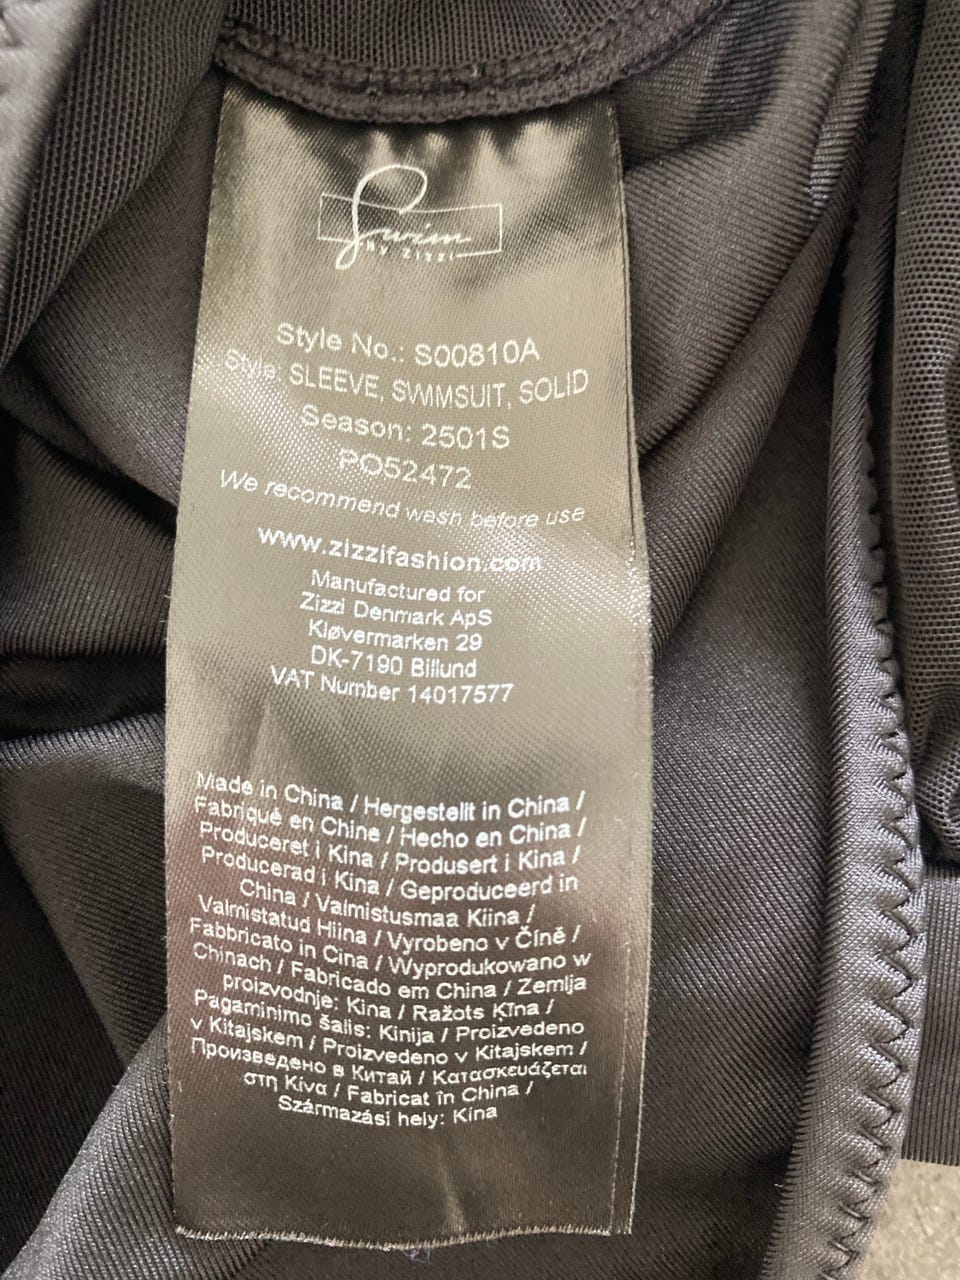 Swim
BY ZIZZI
Style No.: S00810A
Style: SLEEVE, SWIMSUIT, SOLID
Season: 2501S
PO52472
We recommend wash before use
www.zizzifashion.com
Manufactured for
Zizzi Denmark ApS
Kløvermarken 29
DK-7190 Billund
VAT Number 14017577
Made in China / Hergestellt in China /
Fabriqué en Chine / Hecho en China /
Produceret i Kina / Produsert i Kina /
Producerad i Kina / Geproduceerd in
China / Valmistusmaa Kiina /
Valmistatud Hiina / Vyrobeno v Číně /
Fabbricato in Cina / Wyprodukowano w
Chinach / Fabricado em China / Zemlja
proizvodnje: Kina / Ražots Ķīna /
Pagaminimo šalis: Kinija / Proizvedeno
v Kitajskem / Proizvedeno v Kitajskem /
Произведено в Китай / Κατασκευάζεται
στη Κίνα / Fabricat în China /
Származási hely: Kína